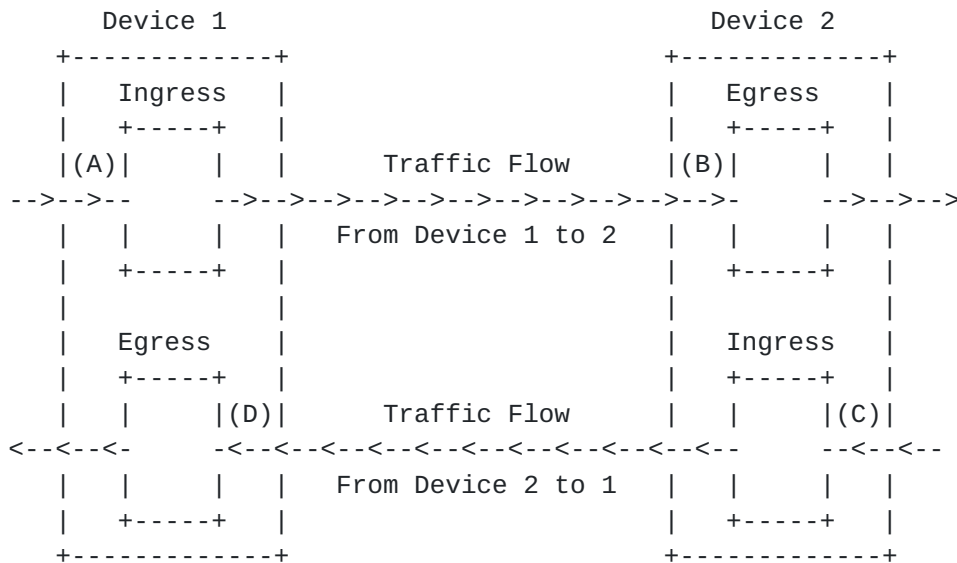 Device 1                               Device 2
+-------------+                        +-------------+
|   Ingress   |                        |   Egress    |
|   +-----+   |                        |   +-----+   |
|(A)|     |   |      Traffic Flow      |(B)|     |   |
-->-->--     -->-->-->-->-->-->-->-->-->-->-->-     -->-->-->
|   |     |   |   From Device 1 to 2   |   |     |   |
|   +-----+   |                        |   +-----+   |
|             |                        |             |
|   Egress    |                        |   Ingress   |
|   +-----+   |                        |   +-----+   |
|   |     |(D)|      Traffic Flow      |   |     |(C)|
<--<--<-     -<--<--<--<--<--<--<--<--<--<--<--     --<--<--
|   |     |   |   From Device 2 to 1   |   |     |   |
|   +-----+   |                        |   +-----+   |
+-------------+                        +-------------+